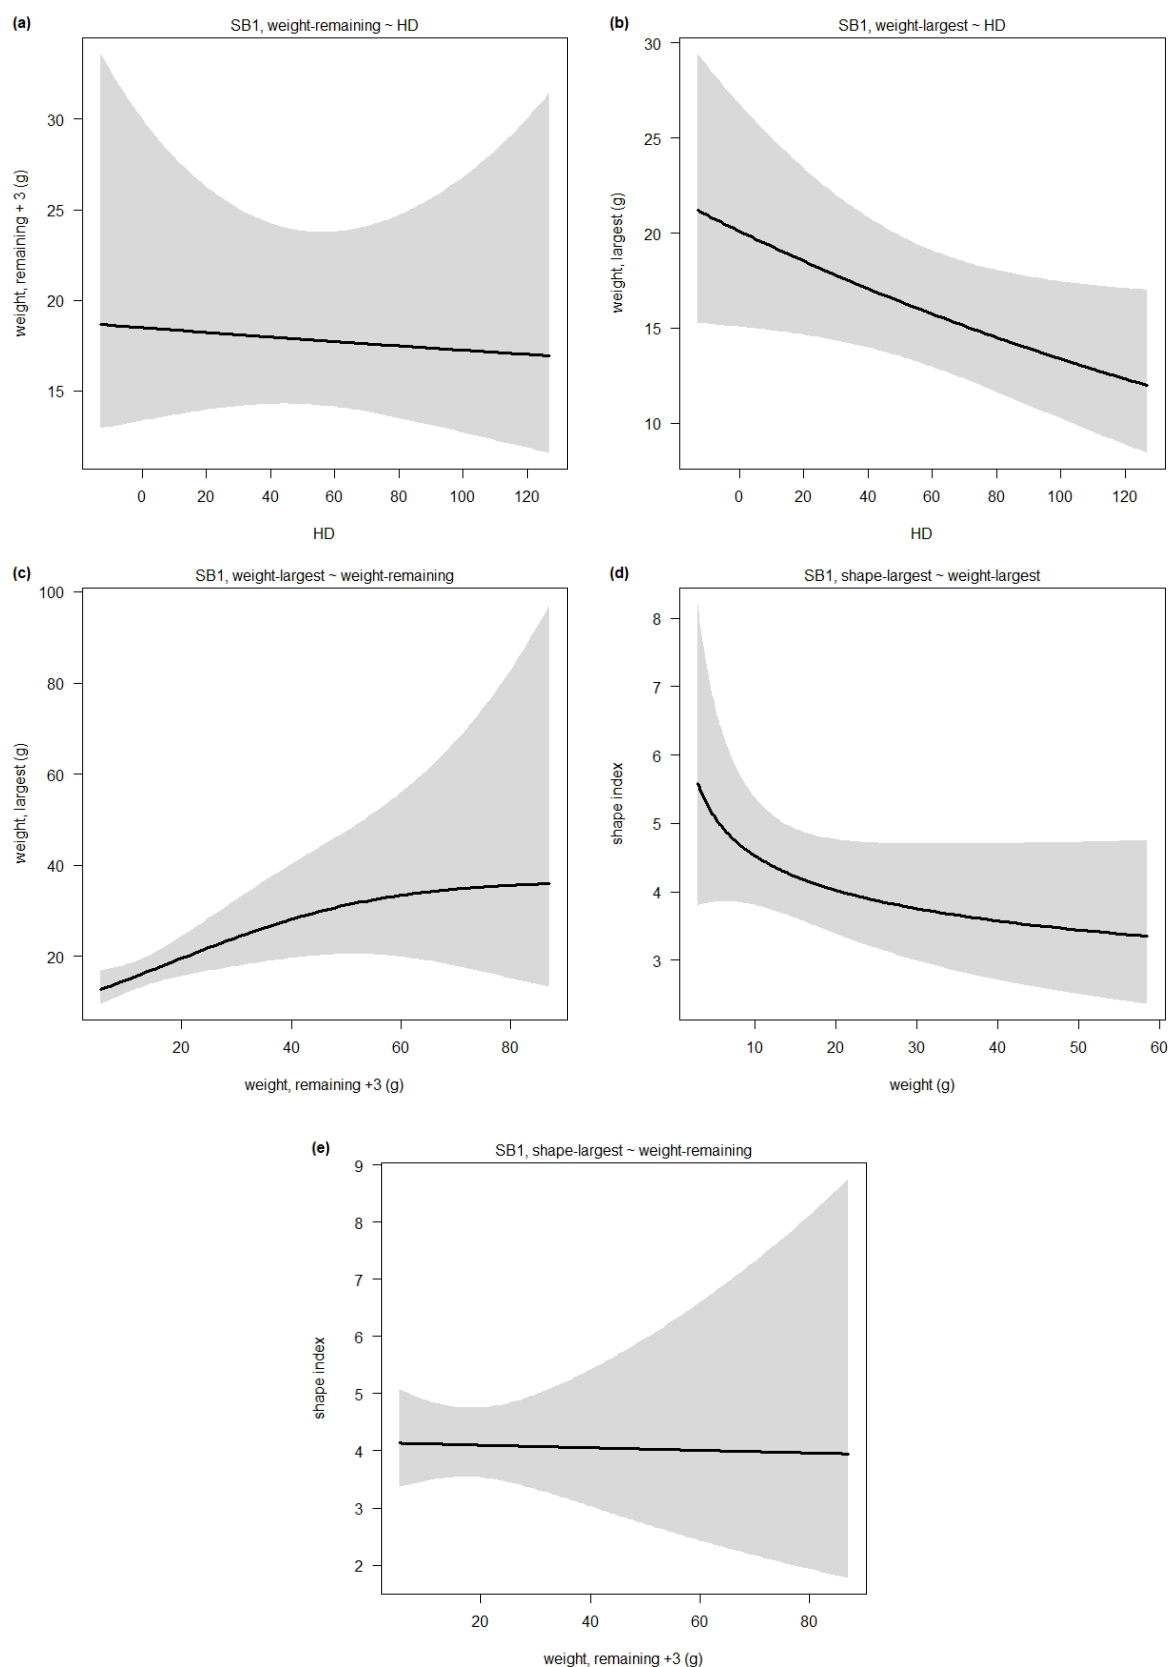 (a)
SB1, weight-remaining ~ HD
weight, remaining + 3 (g)
30
25
20
15
0 20 40 60 80 100 120
HD
(b)
SB1, weight-largest ~ HD
weight, largest (g)
30
25
20
15
10
0 20 40 60 80 100 120
HD
(c)
SB1, weight-largest ~ weight-remaining
weight, largest (g)
100
80
60
40
20
20 40 60 80
weight, remaining +3 (g)
(d)
SB1, shape-largest ~ weight-largest
shape index
8
7
6
5
4
3
10 20 30 40 50 60
weight (g)
(e)
SB1, shape-largest ~ weight-remaining
shape index
9
8
7
6
5
4
3
2
20 40 60 80
weight, remaining +3 (g)